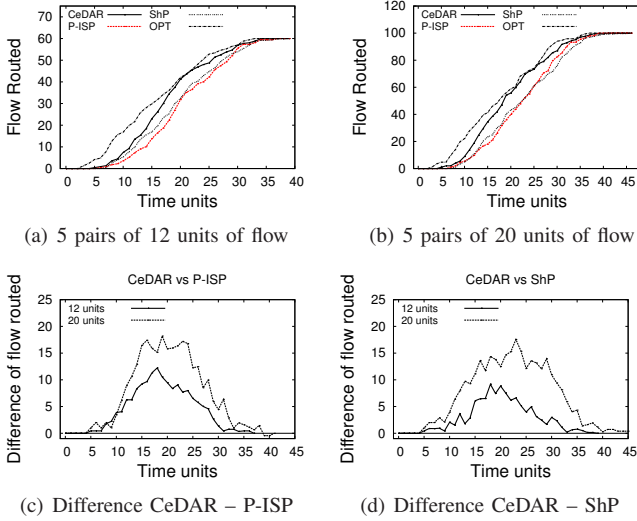 Flow Routed
70
60
50
40
30
20
10
0
CeDAR
P-ISP
ShP
OPT
0 5 10 15 20 25 30 35 40
Time units
(a) 5 pairs of 12 units of flow
Flow Routed
100
80
60
40
20
0
CeDAR
P-ISP
ShP
OPT
0 5 10 15 20 25 30 35 40 45
Time units
(b) 5 pairs of 20 units of flow
CeDAR vs P-ISP
Difference of flow routed
25
20
15
10
5
0
12 units
20 units
0 5 10 15 20 25 30 35 40 45
Time units
(c) Difference CeDAR – P-ISP
CeDAR vs ShP
Difference of flow routed
25
20
15
10
5
0
12 units
20 units
0 5 10 15 20 25 30 35 40 45
Time units
(d) Difference CeDAR – ShP